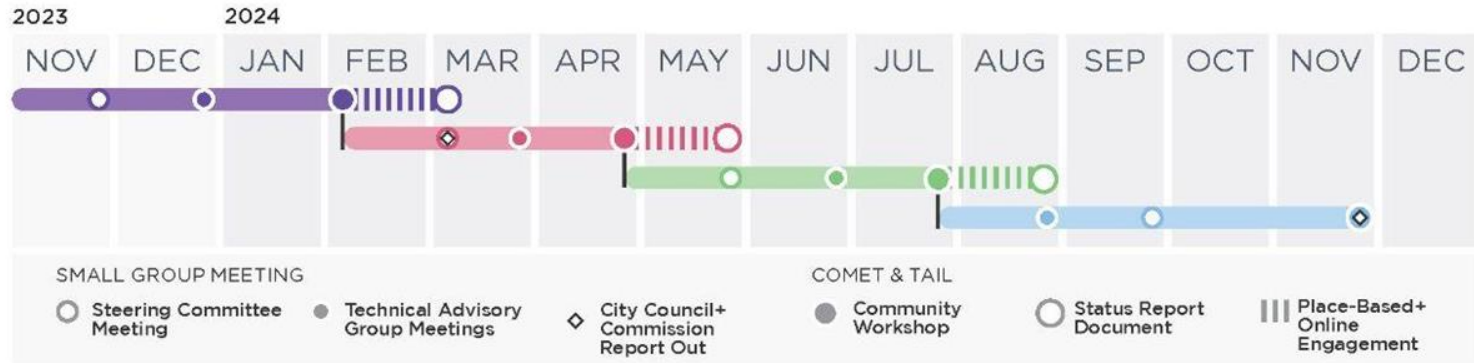 2023 2024
NOV DEC JAN FEB MAR APR MAY JUN JUL AUG SEP OCT NOV DEC
SMALL GROUP MEETING
Steering Committee
Meeting
Technical Advisory
Group Meetings
City Council+
Commission
Report Out
COMET & TAIL
Community
Workshop
Status Report
Document
Place-Based+
Online
Engagement